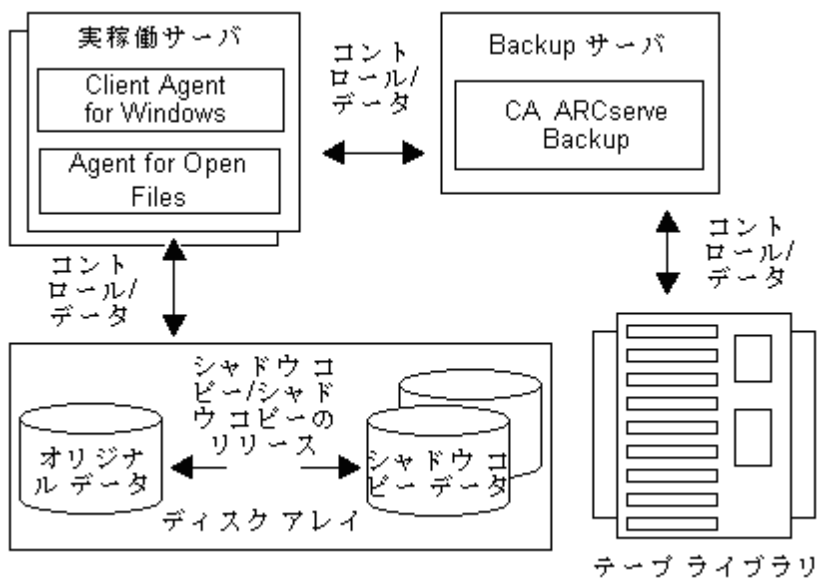 実稼働サーバ
Client Agent
for Windows
Agent for Open
Files
コント
ロール/
データ
Backup サーバ
CA ARCserve
Backup
コント
ロール/
データ
コント
ロール/
データ
シャドウ コ
ピー/シャド
ウ コピーの
リリース
オリジナ
ル データ
シャドウ コ
ピー データ
ディスク アレイ
テープ ライブラリ